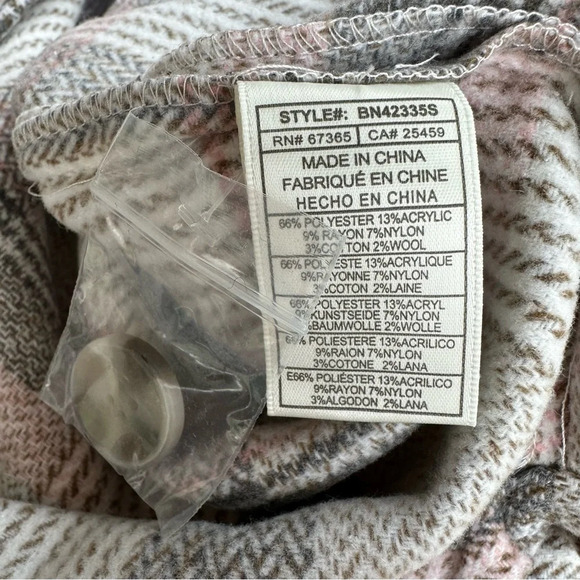 STYLE#: BN42335S
RN# 67365 CA# 25459
MADE IN CHINA
FABRIQUÉ EN CHINE
HECHO EN CHINA
66% POLYESTER 13%ACRYLIC
9% RAYON 7%NYLON
3%COTTON 2%WOOL
66% POLYESTE 13%ACRYLIQUE
9%RAYONNE 7%NYLON
3%COTON 2%LAINE
66% POLYESTER 13%ACRYL
9%KUNSTSEIDE 7%NYLON
%BAUMWOLLE 2%WOLLE
66% POLIESTERE 13%ACRILICO
9%RAION 7%NYLON
3%COTONE 2%LANA
E66% POLIÉSTER 13%ACRILICO
9%RAYON 7%NYLON
3%ALGODON 2%LANA